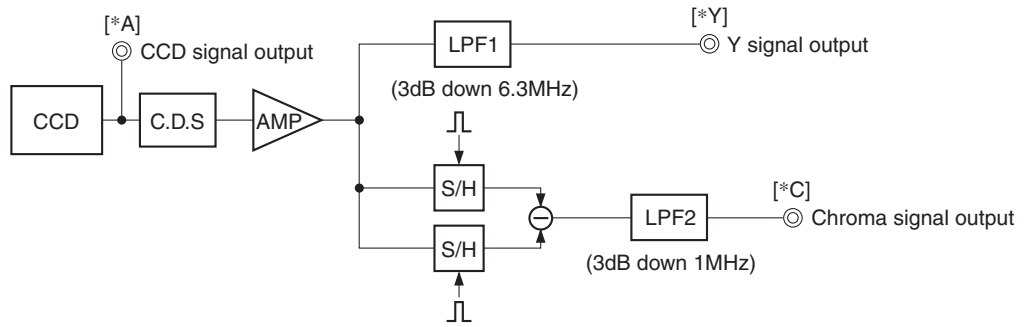 [*A]
CCD signal output
[*Y]
Y signal output
LPF1
(3dB down 6.3MHz)
CCD
C.D.S
AMP
S/H
S/H
[*C]
LPF2
Chroma signal output
(3dB down 1MHz)